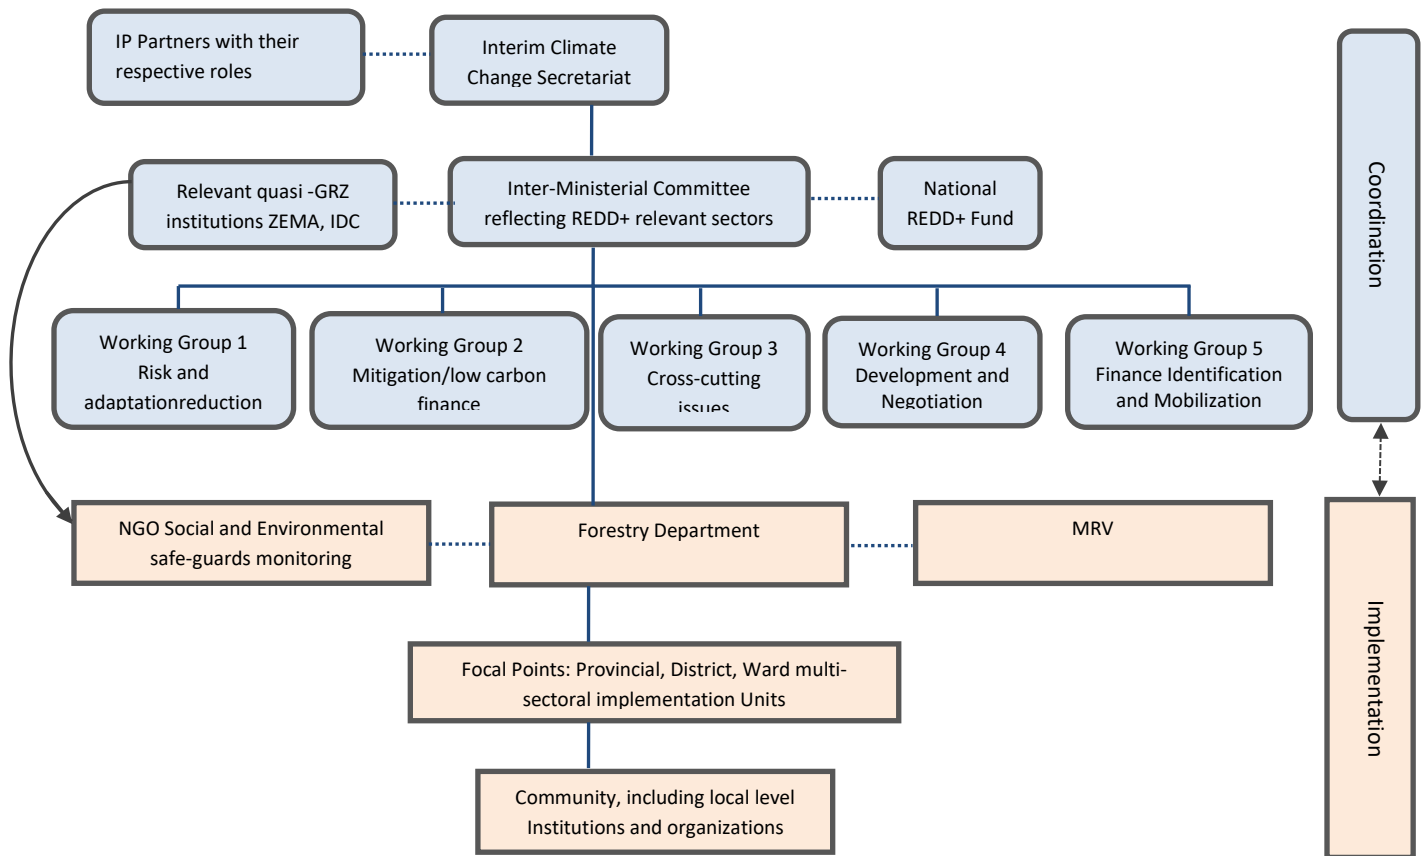 IP Partners with their
respective roles
Interim Climate
Change Secretariat
Relevant quasi -GRZ
institutions ZEMA, IDC
Inter-Ministerial Committee
reflecting REDD+ relevant sectors
National
REDD+ Fund
Coordination
Working Group 1
Risk and
adaptationreduction
Working Group 2
Mitigation/low carbon
finance
Working Group 3
Cross-cutting
issues
Working Group 4
Development and
Negotiation
Working Group 5
Finance Identification
and Mobilization
NGO Social and Environmental
safe-guards monitoring
Forestry Department
MRV
Implementation
Focal Points: Provincial, District, Ward multi-
sectoral implementation Units
Community, including local level
Institutions and organizations